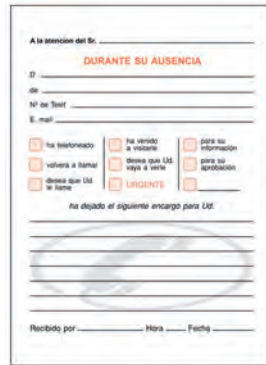 A la atencion del Sr.
DURANTE SU AUSENCIA
D
de
Nº de Telef
E. mail
ha telefoneado
ha venido
a visitarle
para su
información
volvera a llamar
desea que Ud.
vaya a verle
para su
aprobación
desea que Ud.
le llame
URGENTE
ha dejado el siguiente encargo para Ud.
Recibido por Hora Fecha